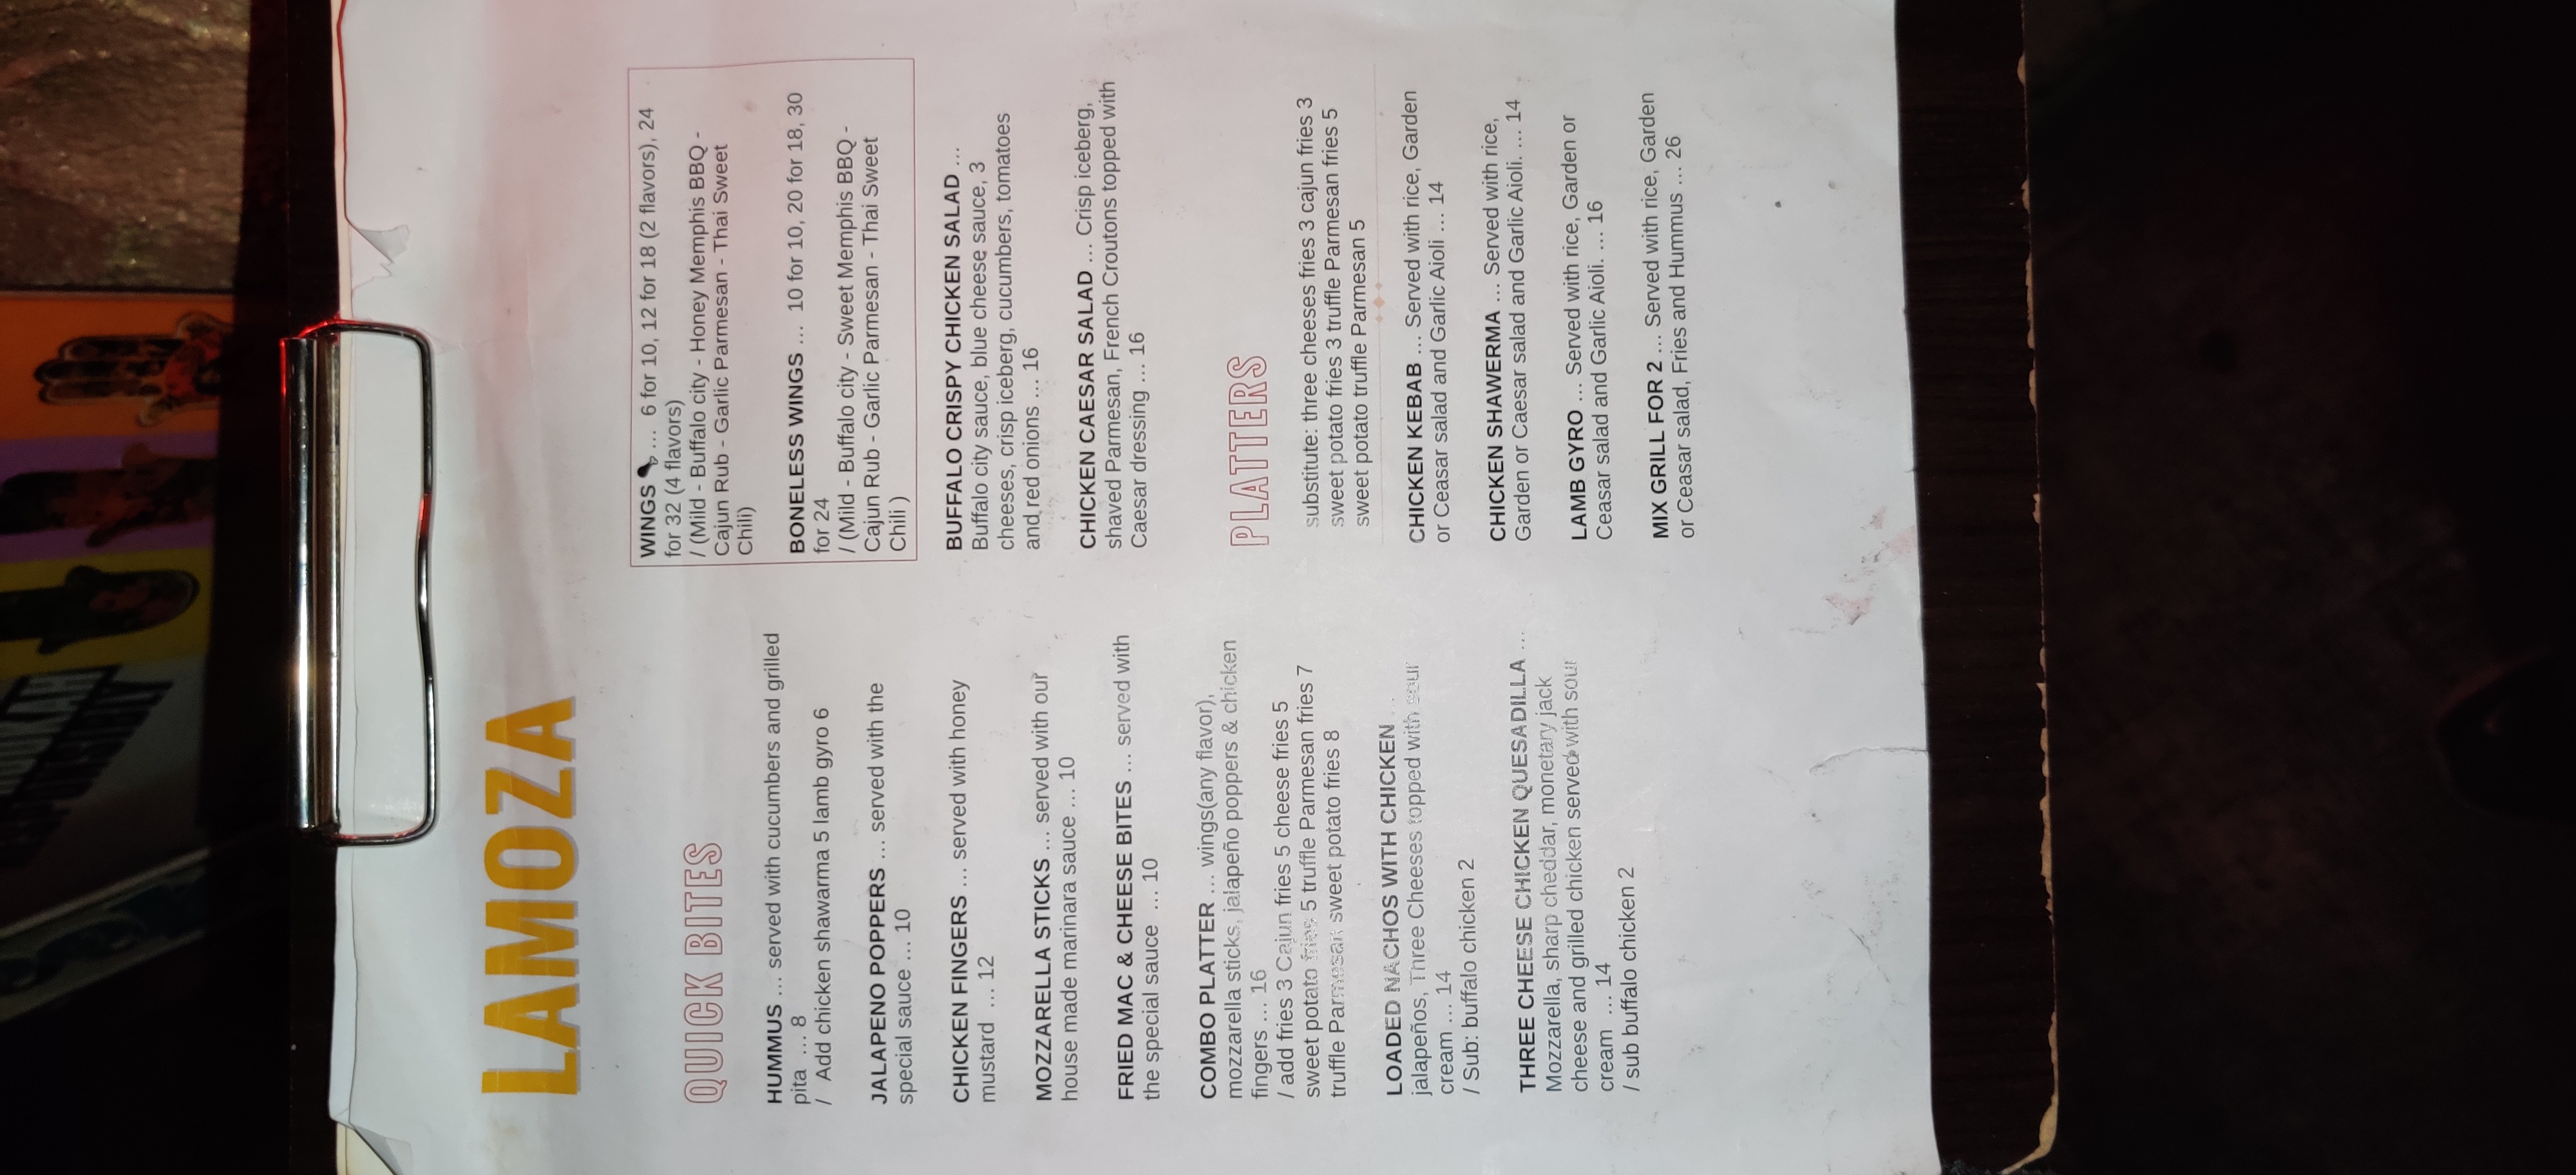 LAMOZA
QUICK BITES
HUMMUS ... served with cucumbers and grilled
pita ... 8
/ Add chicken shawarma 5 lamb gyro 6
JALAPENO POPPERS ... served with the
special sauce ... 10
CHICKEN FINGERS ... served with honey
mustard ... 12
MOZZARELLA STICKS ... served with our
house made marinara sauce ... 10
FRIED MAC & CHEESE BITES ... served with
the special sauce ... 10
COMBO PLATTER ... wings(any flavor),
mozzarella sticks, jalapeño poppers & chicken
fingers ... 16
/ add fries 3 Cajun fries 5 cheese fries 5
sweet potato fries 5 truffle Parmesan fries 7
truffle Parmesan sweet potato fries 8
LOADED NACHOS WITH CHICKEN ...
jalapeños, Three Cheeses topped with sour
cream ... 14
/ Sub: buffalo chicken 2
THREE CHEESE CHICKEN QUESADILLA ...
Mozzarella, sharp cheddar, monetary jack
cheese and grilled chicken served with sour
cream ... 14
/ sub buffalo chicken 2
WINGS ... 6 for 10, 12 for 18 (2 flavors), 24
for 32 (4 flavors)
/ (Mild - Buffalo city - Honey Memphis BBQ -
Cajun Rub - Garlic Parmesan - Thai Sweet
Chili)
BONELESS WINGS ... 10 for 10, 20 for 18, 30
for 24
/ (Mild - Buffalo city - Sweet Memphis BBQ -
Cajun Rub - Garlic Parmesan - Thai Sweet
Chili )
BUFFALO CRISPY CHICKEN SALAD ...
Buffalo city sauce, blue cheese sauce, 3
cheeses, crisp iceberg, cucumbers, tomatoes
and red onions ... 16
CHICKEN CAESAR SALAD ... Crisp iceberg,
shaved Parmesan, French Croutons topped with
Caesar dressing ... 16
PLATTERS
substitute: three cheeses fries 3 cajun fries 3
sweet potato fries 3 truffle Parmesan fries 5
sweet potato truffle Parmesan 5
CHICKEN KEBAB ... Served with rice, Garden
or Ceasar salad and Garlic Aioli ... 14
CHICKEN SHAWERMA ... Served with rice,
Garden or Caesar salad and Garlic Aioli. ... 14
LAMB GYRO ... Served with rice, Garden or
Ceasar salad and Garlic Aioli. ... 16
MIX GRILL FOR 2 ... Served with rice, Garden
or Ceasar salad, Fries and Hummus ... 26